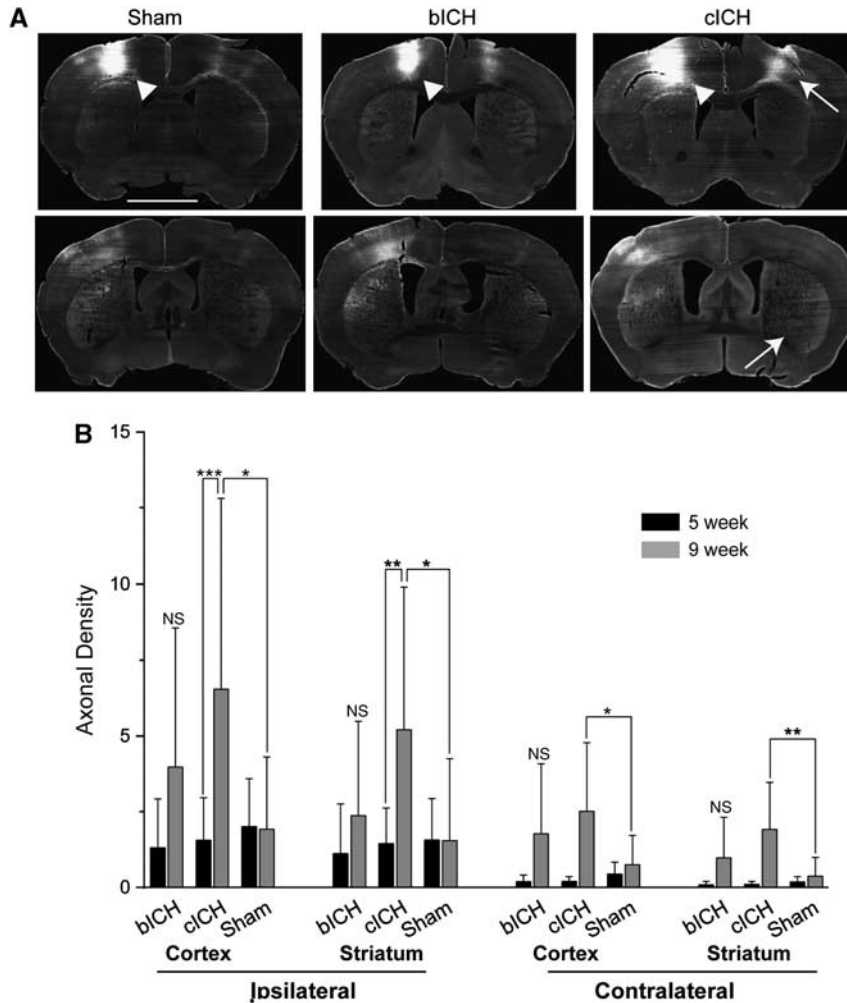 A
Sham
bICH
cICH
B
15
10
5
0
Axonal Density
5 week
9 week
NS
***
*
NS
**
*
NS
*
NS
**
bICH
cICH
Sham
bICH
cICH
Sham
bICH
cICH
Sham
bICH
cICH
Sham
Cortex
Striatum
Cortex
Striatum
Ipsilateral
Contralateral